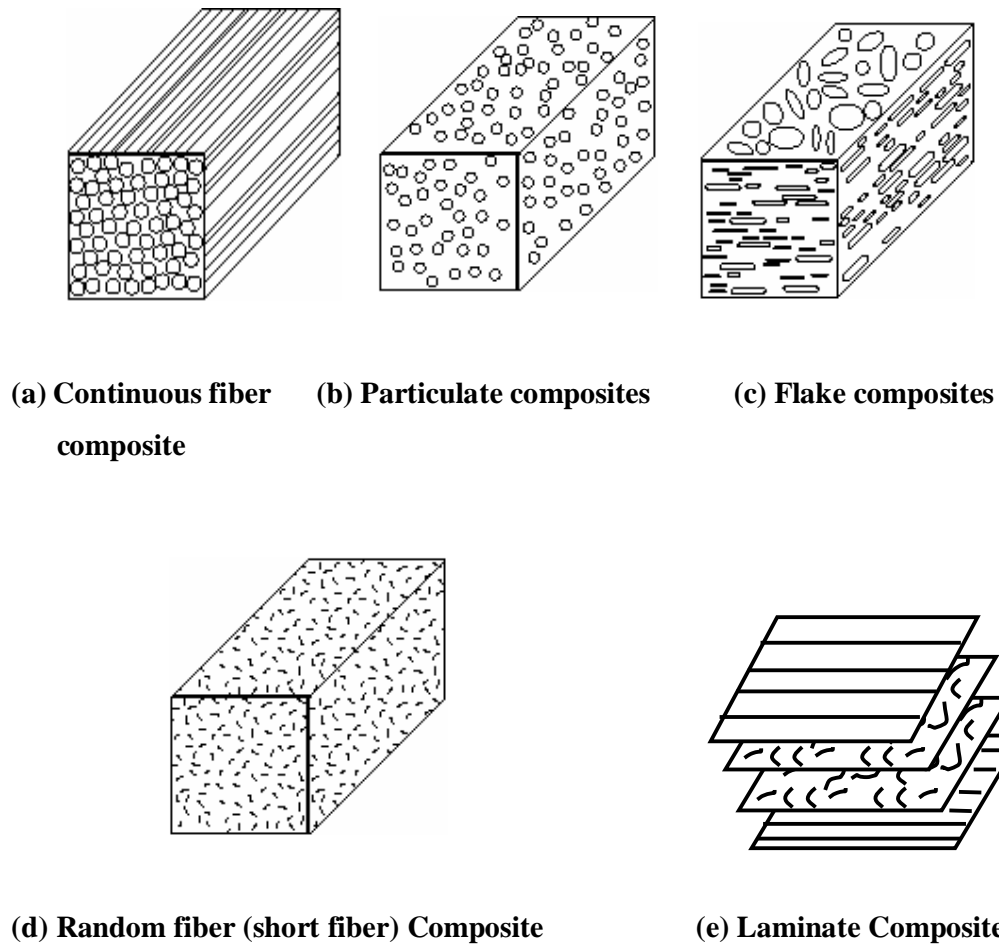 (a) Continuous fiber
composite
(b) Particulate composites
(c) Flake composites
(d) Random fiber (short fiber) Composite
(e) Laminate Composite